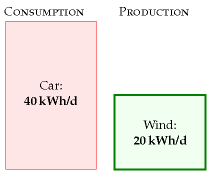 CONSUMPTION PRODUCTION
Car:
40 kWh/d
Wind:
20 kWh/d